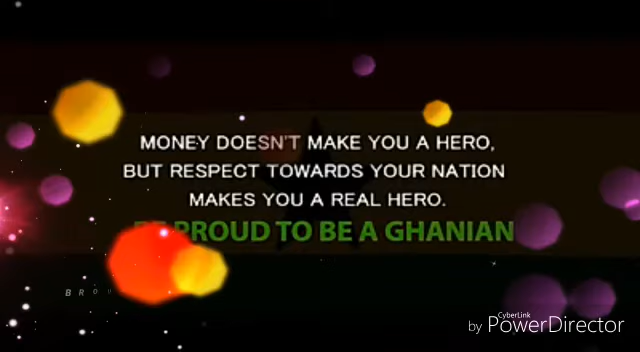 MONEY DOESN'T MAKE YOU A HERO,
BUT RESPECT TOWARDS YOUR NATION
MAKES YOU A REAL HERO.
BE PROUD TO BE A GHANIAN
CyberLink
by PowerDirector